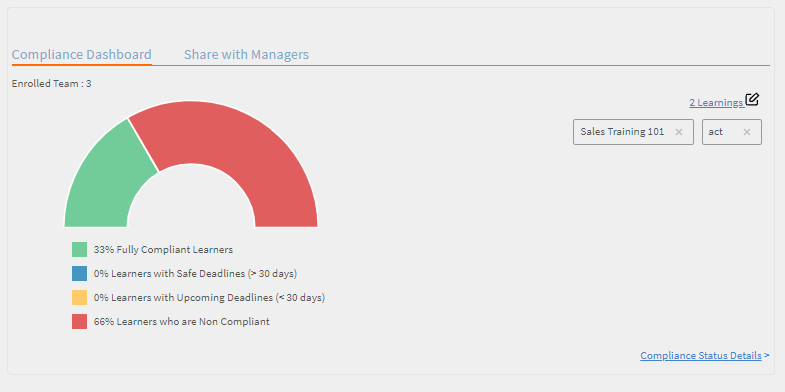 Compliance Dashboard Share with Managers
Enrolled Team : 3
2 Learnings
Sales Training 101 × act ×
33% Fully Compliant Learners
0% Learners with Safe Deadlines (> 30 days)
0% Learners with Upcoming Deadlines (< 30 days)
66% Learners who are Non Compliant
Compliance Status Details >